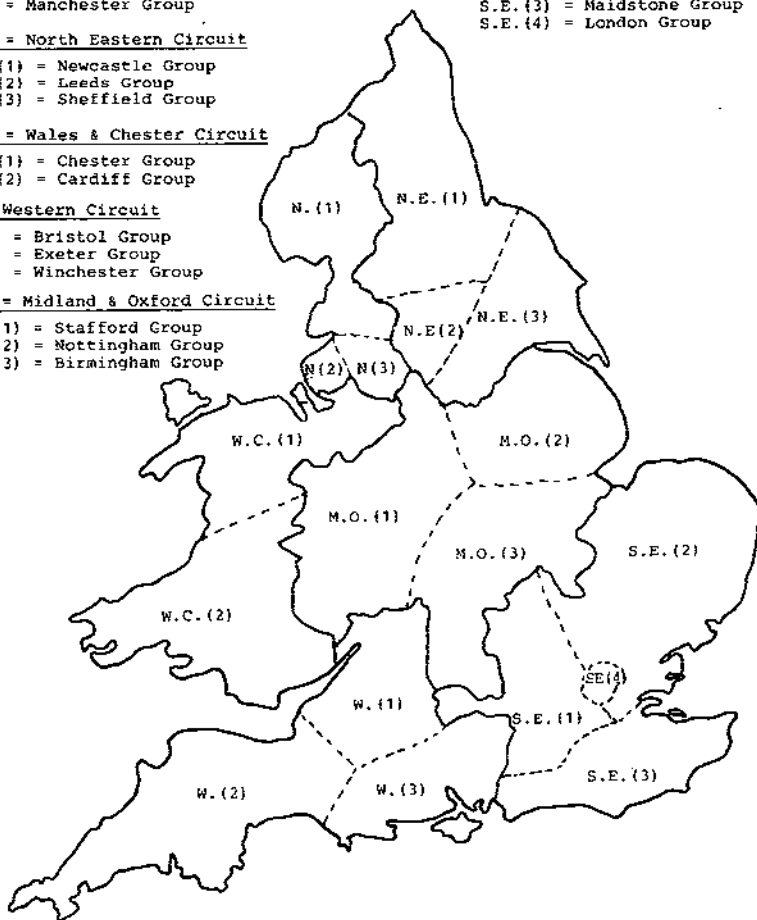 = Manchester Group
= North Eastern Circuit
(1) = Newcastle Group
(2) = Leeds Group
(3) = Sheffield Group
= Wales & Chester Circuit
(1) = Chester Group
(2) = Cardiff Group
Western Circuit
= Bristol Group
= Exeter Group
= Winchester Group
= Midland & Oxford Circuit
1) = Stafford Group
2) = Nottingham Group
3) = Birmingham Group
S.E.(3) = Maidstone Group
S.E.(4) = London Group
N.(1)
N.E.(1)
N.E(2)
N.E.(3)
N(2)
N(3)
W.C.(1)
M.O.(2)
M.O.(1)
M.O.(3)
S.E.(2)
W.C.(2)
SE(4)
W.(1)
S.E.(1)
W.(2)
W.(3)
S.E.(3)